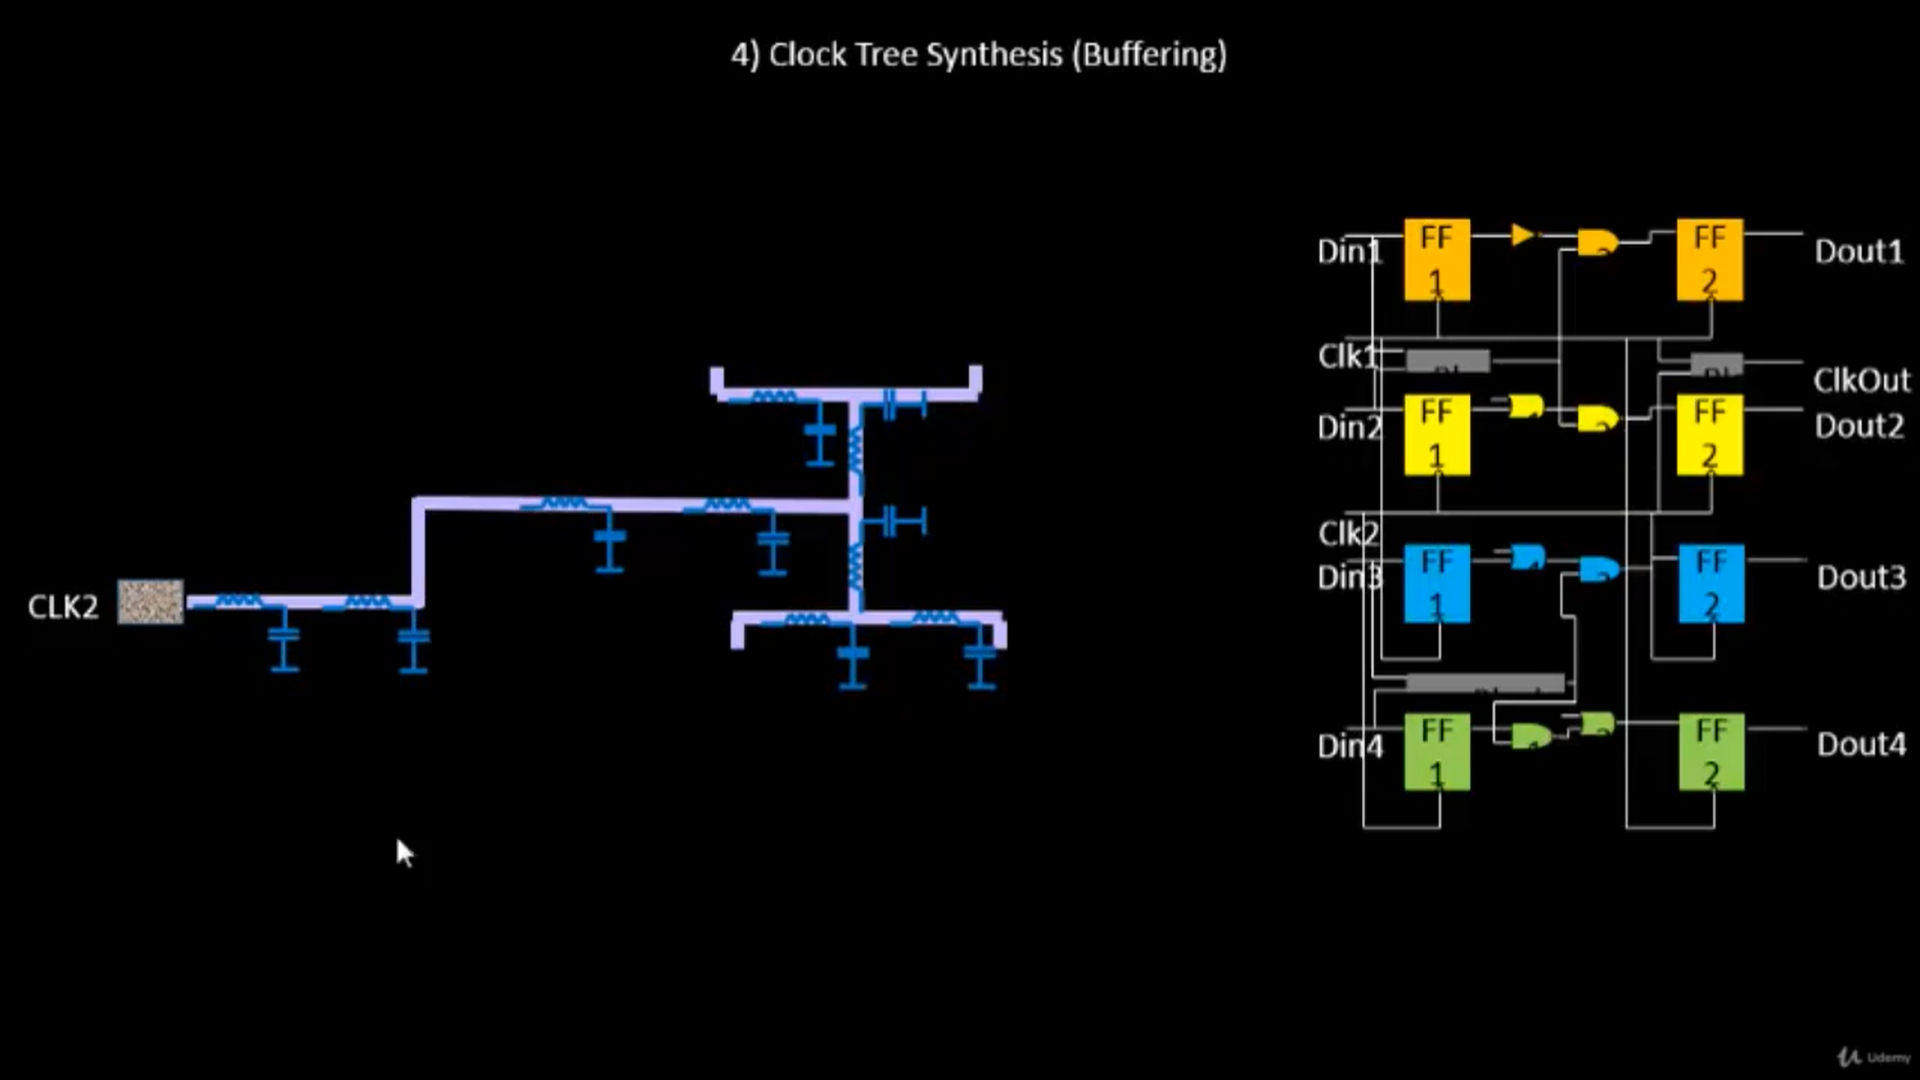 4) Clock Tree Synthesis (Buffering)
CLK2
Din1
FF
1
FF
2
Dout1
Clk1
ClkOut
Din2
FF
1
FF
2
Dout2
Clk2
Din3
FF
1
FF
2
Dout3
Din4
FF
1
FF
2
Dout4
Udemy